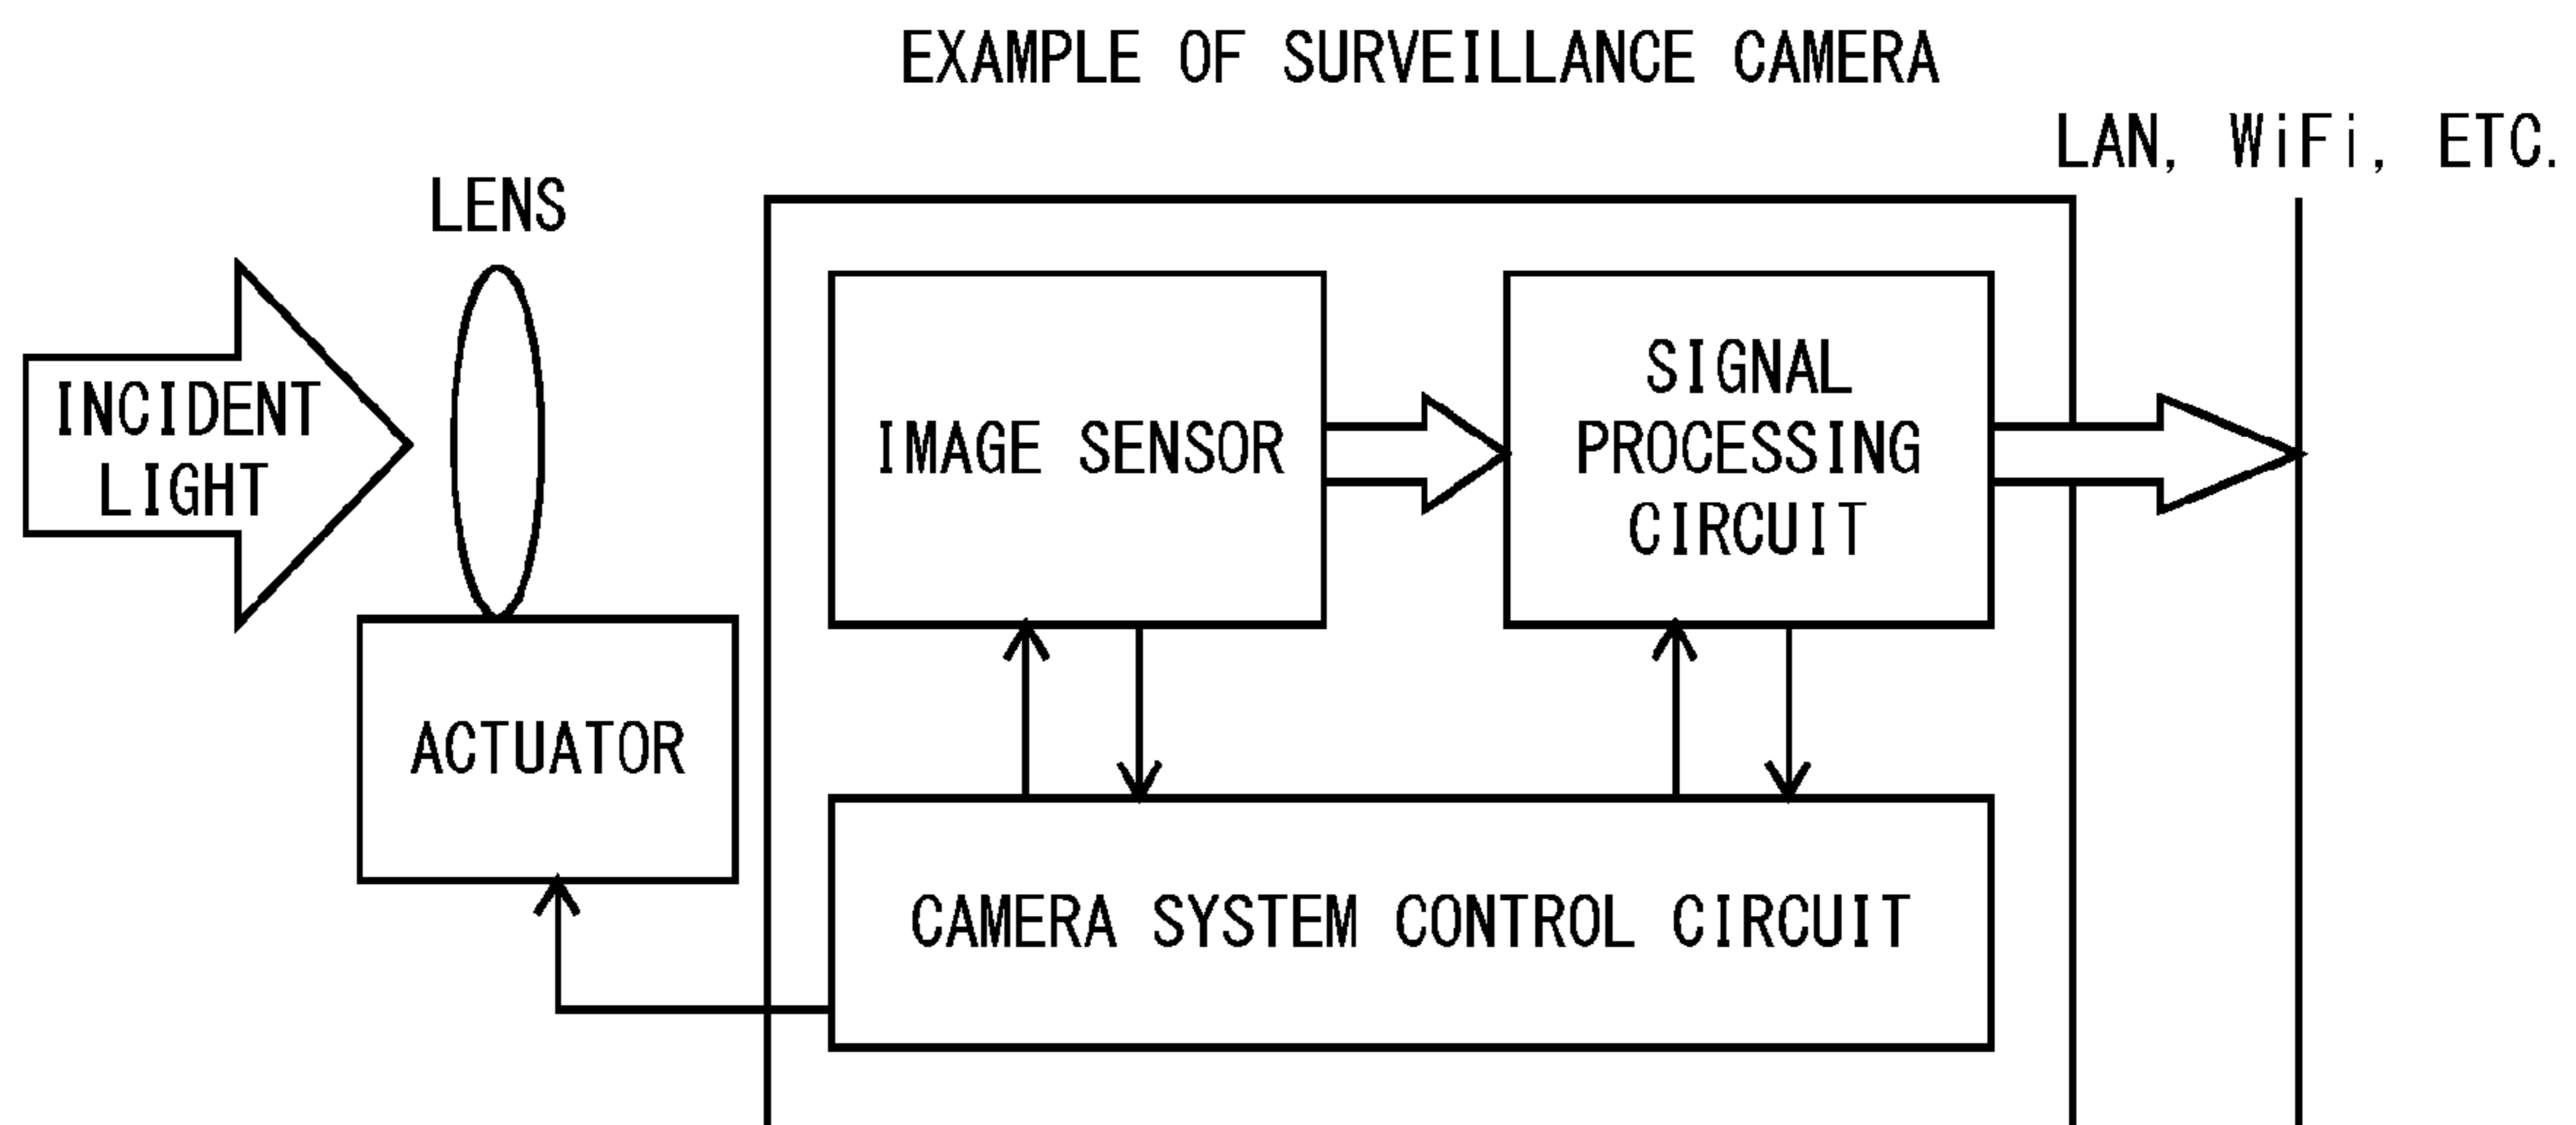 EXAMPLE OF SURVEILLANCE CAMERA
LAN, WiFi, ETC.
LENS
INCIDENT
LIGHT
IMAGE SENSOR
SIGNAL
PROCESSING
CIRCUIT
ACTUATOR
CAMERA SYSTEM CONTROL CIRCUIT